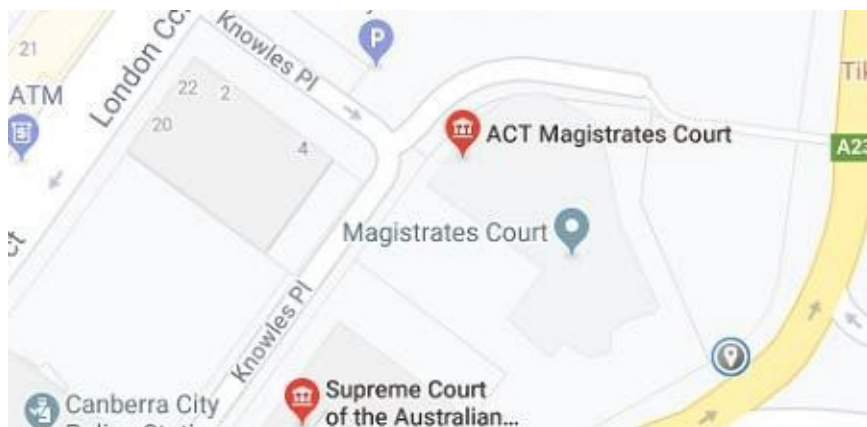 Knowles Pl
P
21
ATM
London Cct
22
2
20
4
ACT Magistrates Court
A23
Magistrates Court
Knowles Pl
Supreme Court
of the Australian...
Canberra City